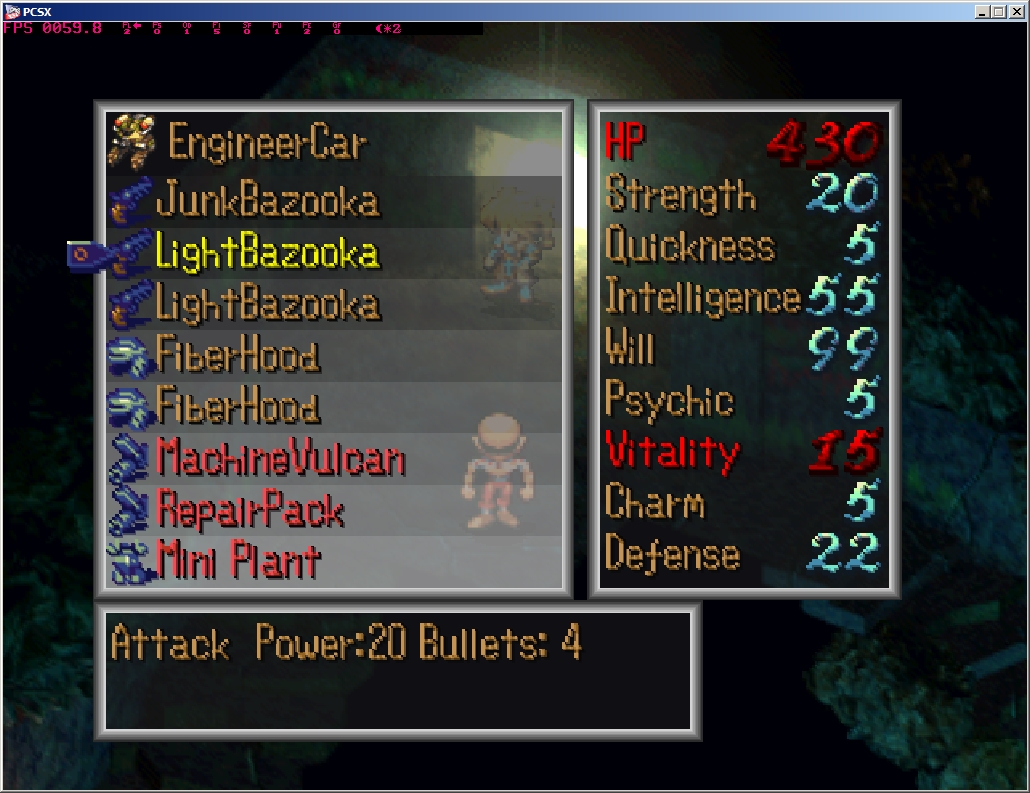 PCSX
FPS 0059.8
EngineerCar
JunkBazooka
LightBazooka
LightBazooka
FiberHood
FiberHood
MachineVulcan
RepairPack
Mini Plant
HP 430
Strength 20
Quickness 5
Intelligence 55
Will 99
Psychic 5
Vitality 15
Charm 5
Defense 22
Attack Power:20 Bullets: 4